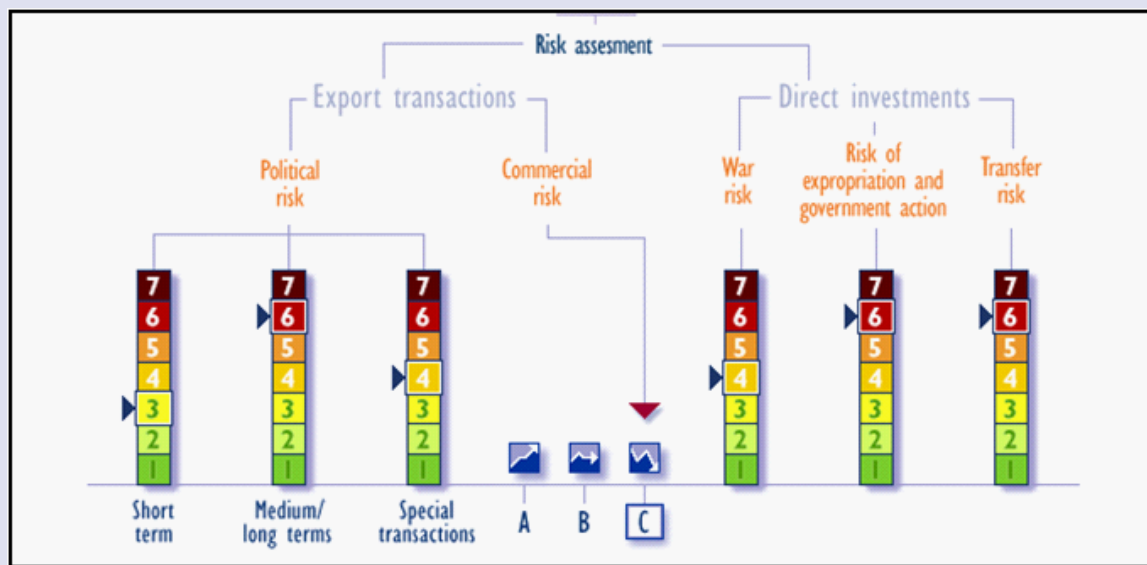 Risk assesment
Export transactions
Direct investments
Political
risk
Commercial
risk
War
risk
Risk of
expropriation and
government action
Transfer
risk
7 7 7 7 7 7
6 6 6 6 6 6
5 5 5 5 5 5
4 4 4 4 4 4
3 3 3 3 3 3
2 2 2 2 2 2
1 1 1 1 1 1
Short
term
Medium/
long terms
Special
transactions
A B C